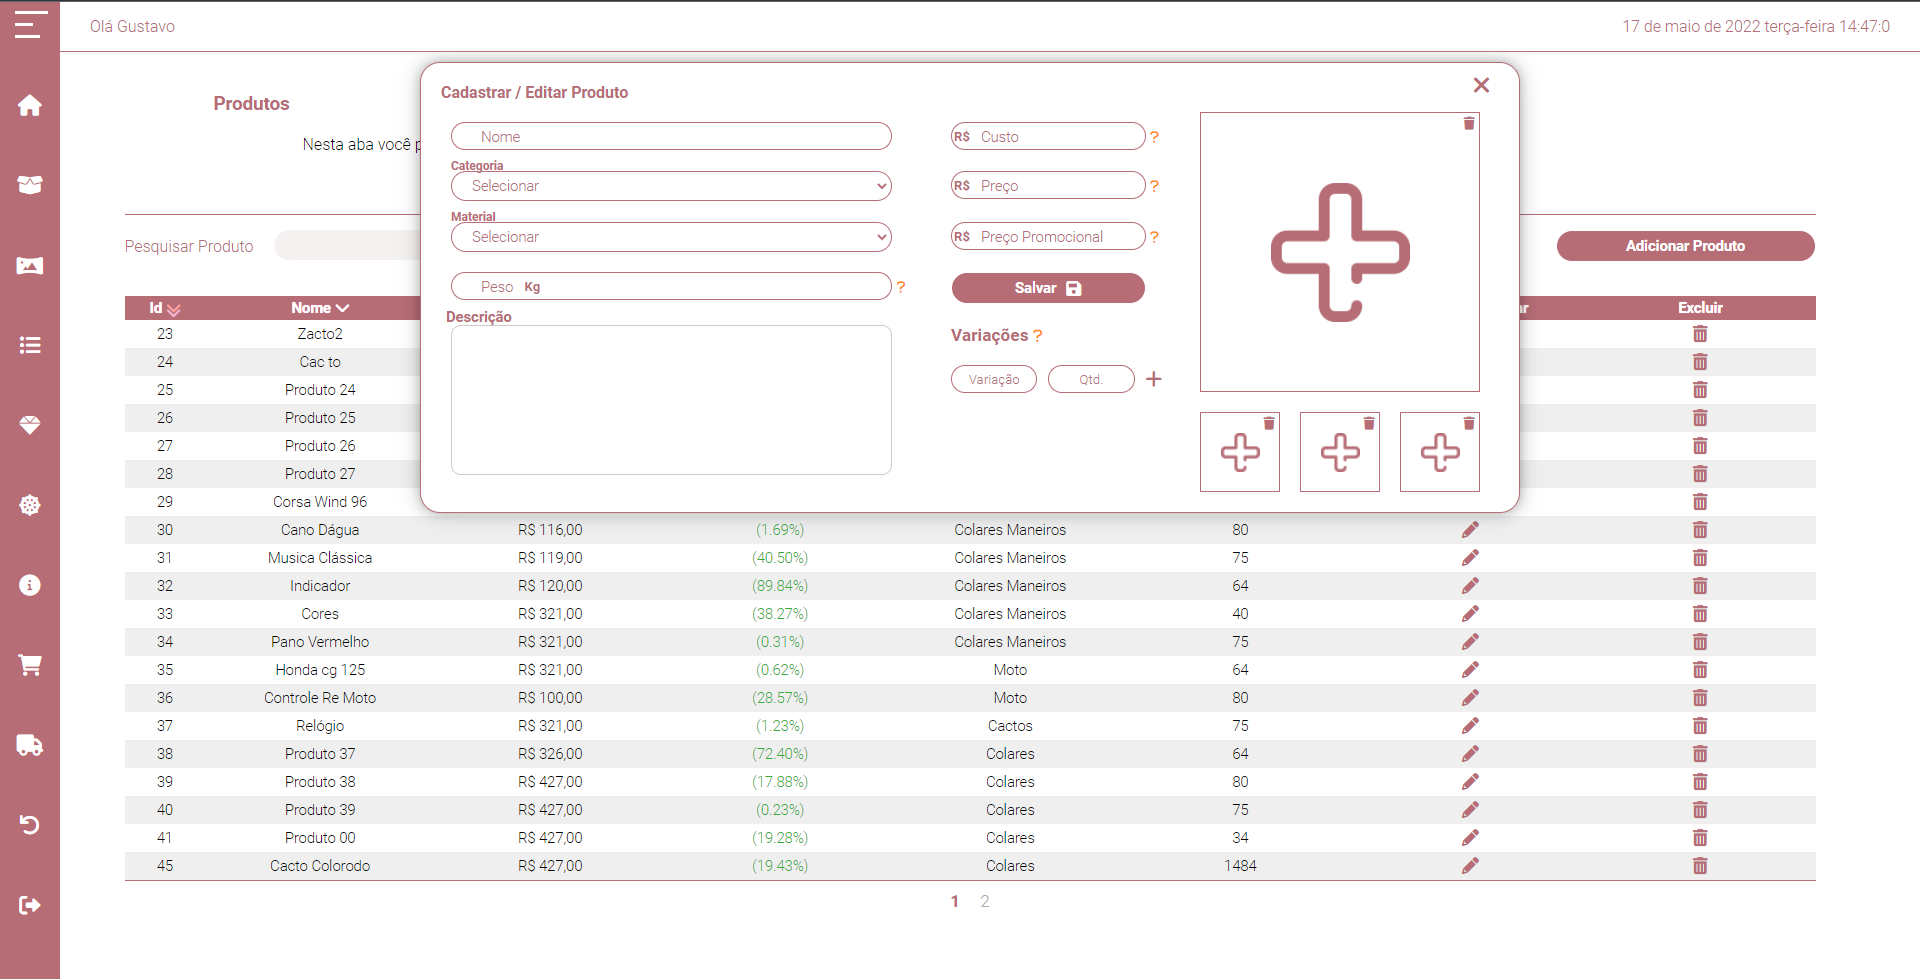 Olá Gustavo
17 de maio de 2022 terça-feira 14:47:0
Produtos
Nesta aba você p
Pesquisar Produto
Adicionar Produto
Cadastrar / Editar Produto
Nome
Categoria
Selecionar
Material
Selecionar
Peso Kg ?
Descrição
R$ Custo ?
R$ Preço ?
R$ Preço Promocional ?
Salvar
Variações ?
Variação Qtd.
Id Nome Excluir
23 Zacto2
24 Cac to
25 Produto 24
26 Produto 25
27 Produto 26
28 Produto 27
29 Corsa Wind 96
30 Cano Dágua R$ 116,00 (1.69%) Colares Maneiros 80
31 Musica Clássica R$ 119,00 (40.50%) Colares Maneiros 75
32 Indicador R$ 120,00 (89.84%) Colares Maneiros 64
33 Cores R$ 321,00 (38.27%) Colares Maneiros 40
34 Pano Vermelho R$ 321,00 (0.31%) Colares Maneiros 75
35 Honda cg 125 R$ 321,00 (0.62%) Moto 64
36 Controle Re Moto R$ 100,00 (28.57%) Moto 80
37 Relógio R$ 321,00 (1.23%) Cactos 75
38 Produto 37 R$ 326,00 (72.40%) Colares 64
39 Produto 38 R$ 427,00 (17.88%) Colares 80
40 Produto 39 R$ 427,00 (0.23%) Colares 75
41 Produto 00 R$ 427,00 (19.28%) Colares 34
45 Cacto Colorodo R$ 427,00 (19.43%) Colares 1484
1 2